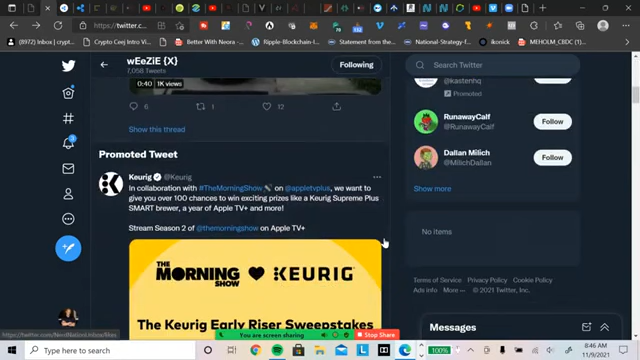 https://twitter.c...
(8972) Inbox | crypt...
Crypto Ceej Intro Vi...
Better With Neora -...
Ripple-Blockchain-I...
Statement from the...
National-Strategy-f...
ikonick
MEHOLM_CBDC (1)...
wEeZiE {X}
7,058 Tweets
Following
Search Twitter
0:40
1K views
6
1
12
Show this thread
Promoted Tweet
Keurig @Keurig
In collaboration with #TheMorningShow on @appletvplus, we want to
give you over 100 chances to win exciting prizes like a Keurig Supreme Plus
SMART brewer, a year of Apple TV+ and more!
Stream Season 2 of @themorningshow on Apple TV+
THE
MORNING
SHOW
KEURIG
The Keurig Early Riser Sweepstakes
@kastenhq
Promoted
RunawayCalf
@RunawayCalf
Follow
Dallan Milich
@MitchDallan
Follow
Show more
No items
Terms of Service Privacy Policy Cookie Policy
Ads info More ... © 2021 Twitter, Inc.
Messages
You are screen sharing
Stop Share
Type here to search
100%
8:46 AM
11/9/2021